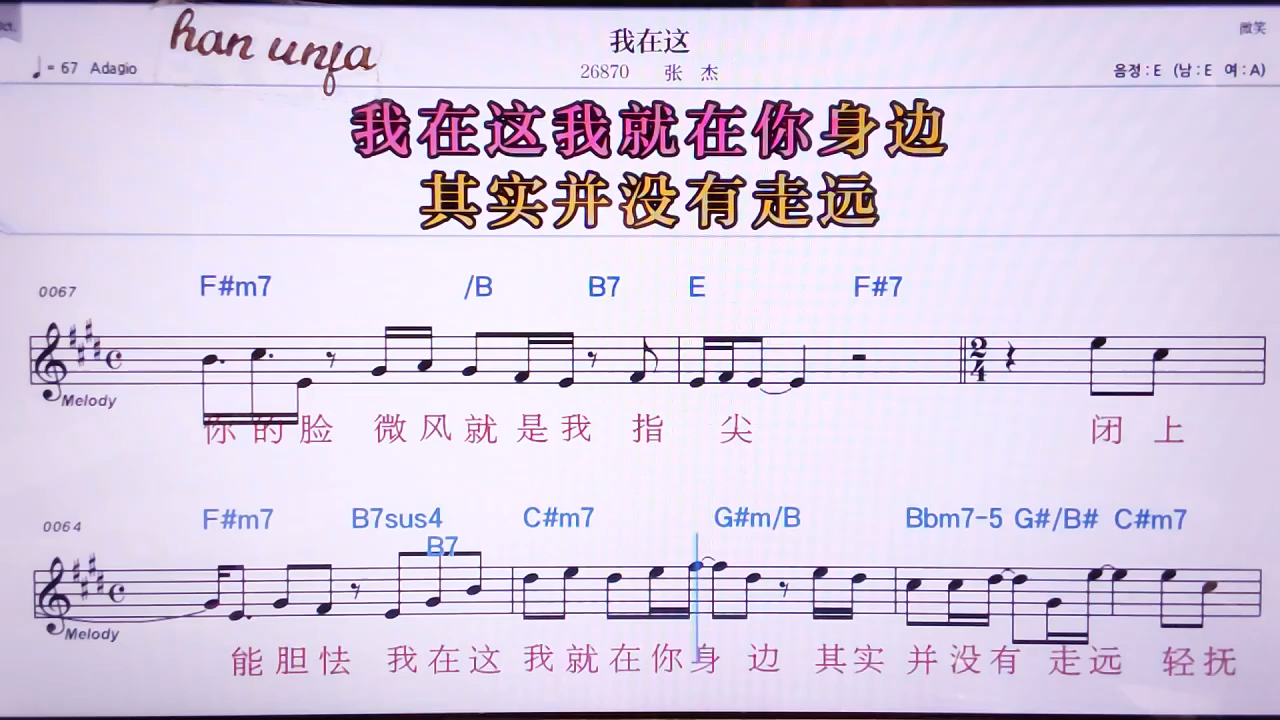 han unfa
我在这
微笑
♩= 67 Adagio
26870 张 杰
음정 : E (남 : E 여 : A)
我在这我就在你身边
其实并没有走远
F#m7 /B B7 E F#7
0067
2/4
Melody
你的脸 微风就是我 指 尖 闭上
F#m7 B7sus4 C#m7 G#m/B Bbm7-5 G#/B# C#m7
0064
B7
Melody
能胆怯 我在这 我就在你身 边 其实 并没有 走远 轻抚